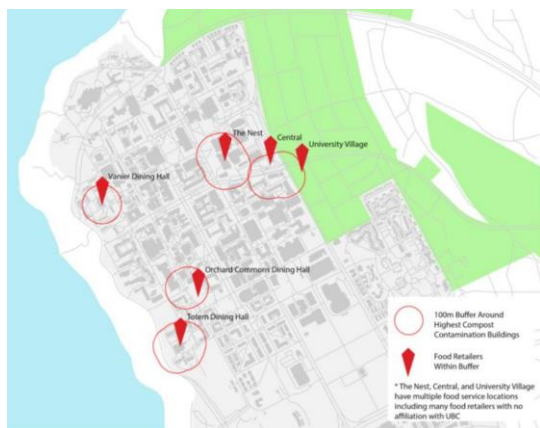 The Nest
Central
University Village
Vanier Dining Hall
Orchard Commons Dining Hall
Totem Dining Hall
100m Buffer Around
Highest Compost
Contamination Buildings
Food Retailers
Within Buffer
* The Nest, Central, and University Village
have multiple food service locations
including many food retailers with no
affiliation with UBC